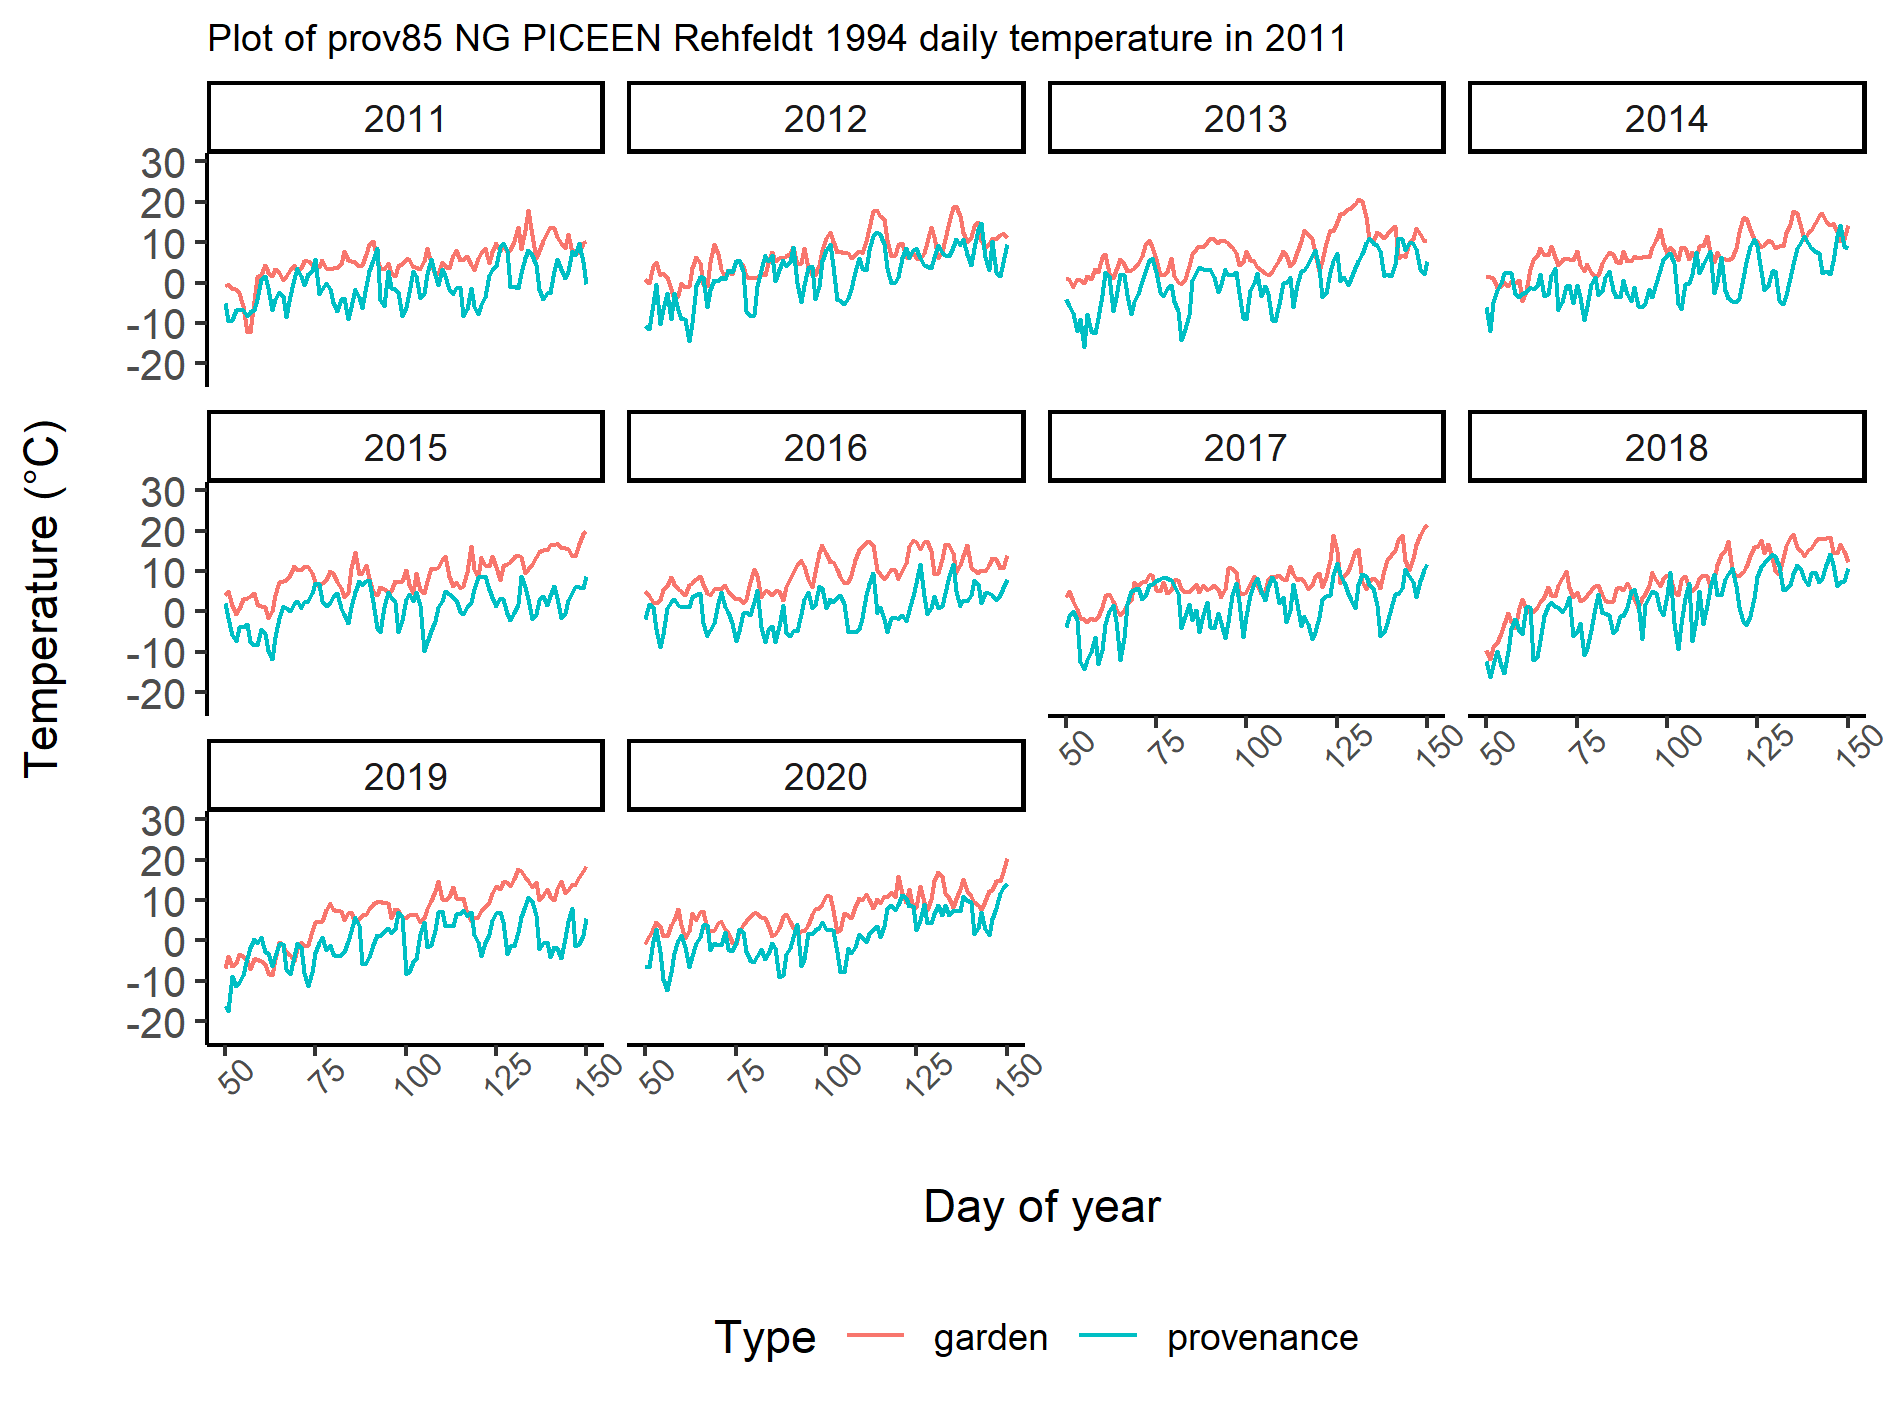 Plot of prov85 NG PICEEN Rehfeldt 1994 daily temperature in 2011
2011 2012 2013 2014
30
20
10
0
-10
-20
2015 2016 2017 2018
30
20
10
0
-10
-20
50 75 100 125 150 50 75 100 125 150
2019 2020
30
20
10
0
-10
-20
50 75 100 125 150 50 75 100 125 150
Temperature (°C)
Day of year
Type garden provenance